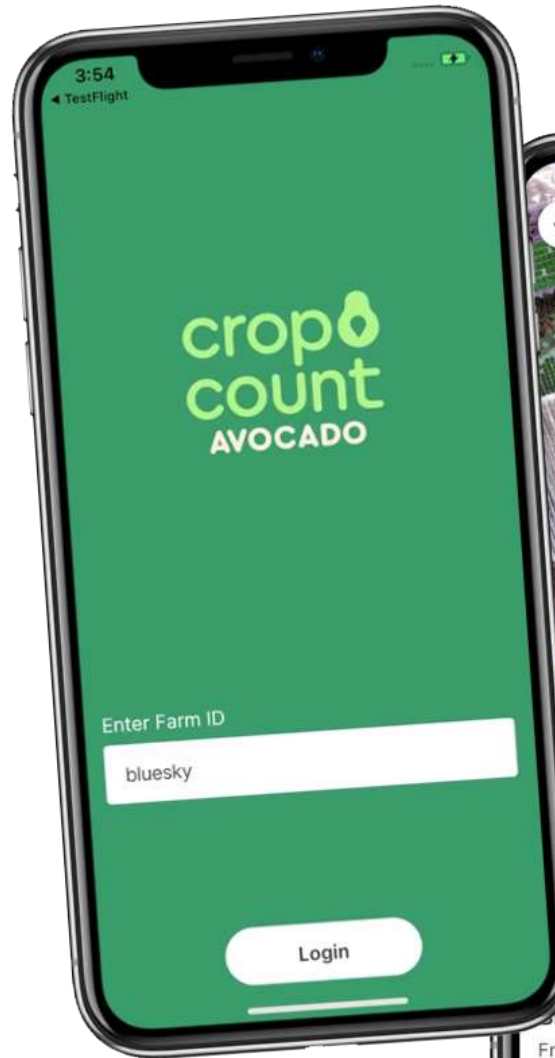 3:54
◀ TestFlight
crop
count
AVOCADO
Enter Farm ID
bluesky
Login